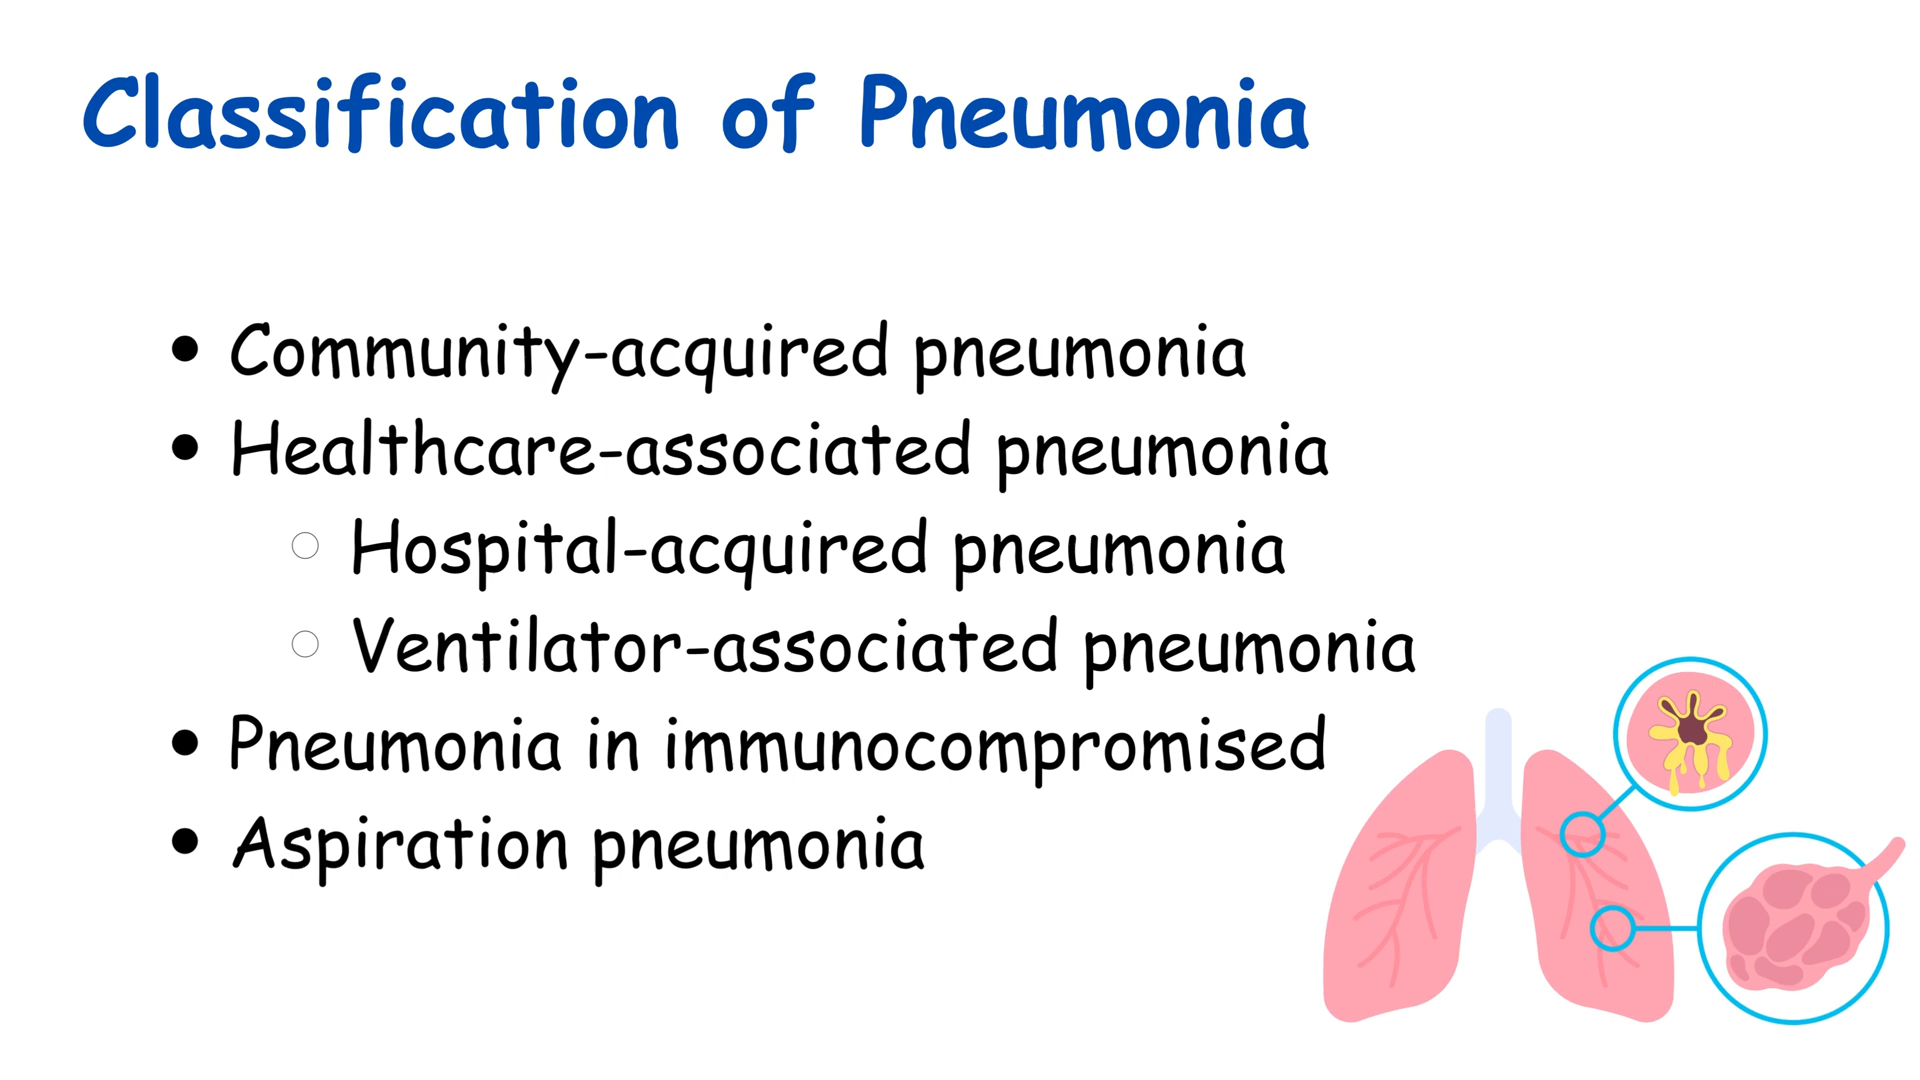 Classification of Pneumonia
• Community-acquired pneumonia
• Healthcare-associated pneumonia
○ Hospital-acquired pneumonia
○ Ventilator-associated pneumonia
• Pneumonia in immunocompromised
• Aspiration pneumonia